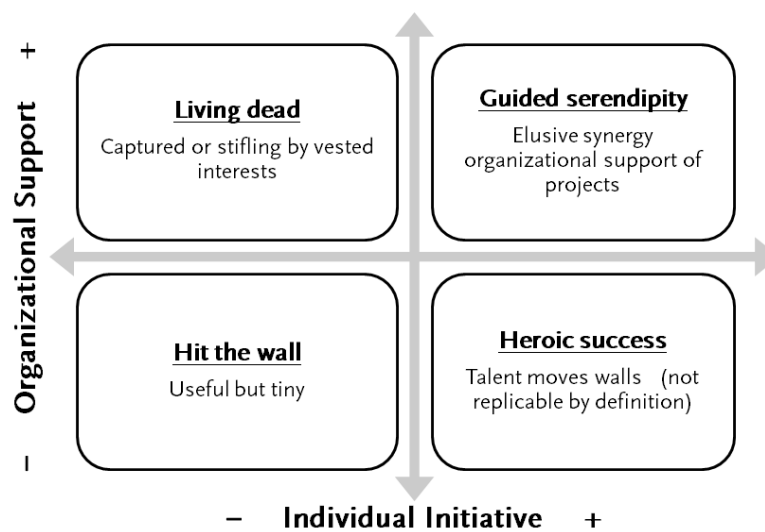 +
Organizational Support
–
Living dead
Captured or stifling by vested
interests
Guided serendipity
Elusive synergy
organizational support of
projects
Hit the wall
Useful but tiny
Heroic success
Talent moves walls (not
replicable by definition)
– Individual Initiative +